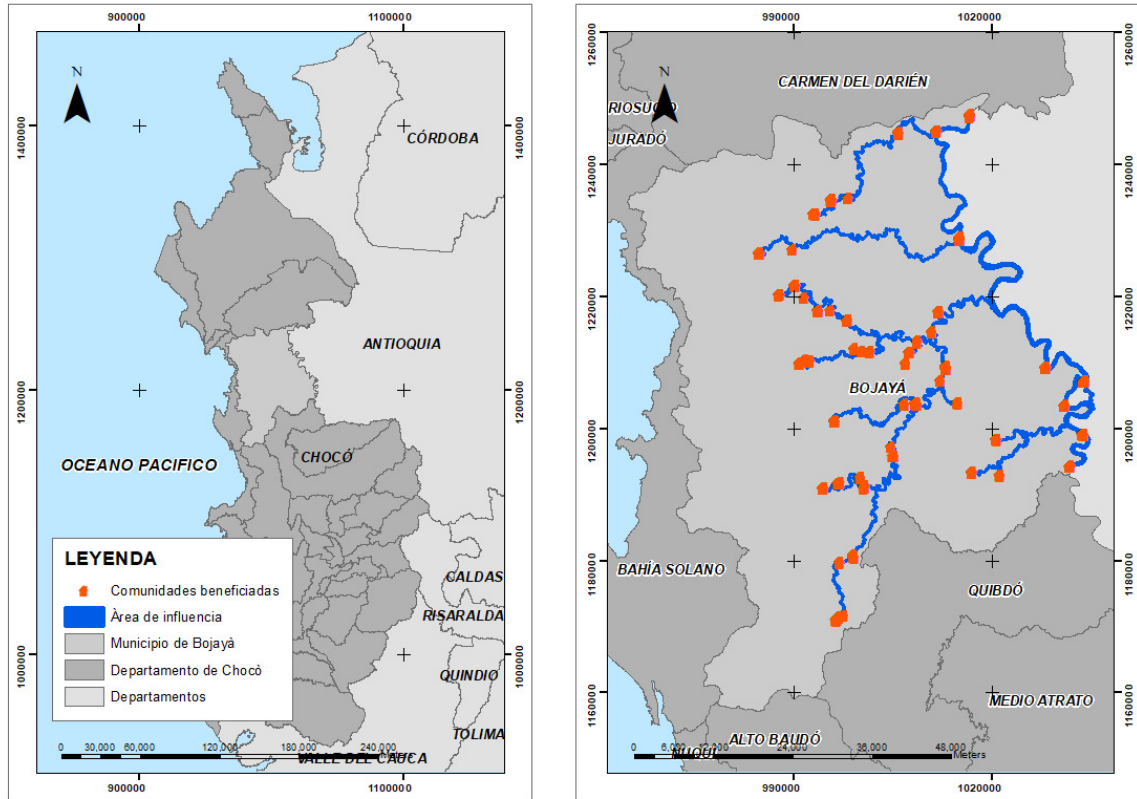 900000
1100000
N
1400000
1400000
CÓRDOBA
ANTIOQUIA
1200000
1200000
CHOCÓ
OCEANO PACIFICO
LEYENDA
Comunidades beneficiadas
Àrea de influencia
Municipio de Bojayà
Departamento de Chocò
Departamentos
CALDAS
RISARALDA
1000000
1000000
QUINDIO
TOLIMA
VALLE DEL CAUCA
0 30,000 60,000 120,000 180,000 240,000
Meters
900000
1100000
990000
1020000
1260000
1260000
N
CARMEN DEL DARIÉN
RIOSUCIO
JURADÓ
1240000
1240000
1220000
1220000
BOJAYÁ
1200000
1200000
BAHÍA SOLANO
1180000
1180000
QUIBDÓ
1160000
1160000
MEDIO ATRATO
ALTO BAUDÓ
NUQUI
0 6,000 12,000 24,000 36,000 48,000
Meters
990000
1020000